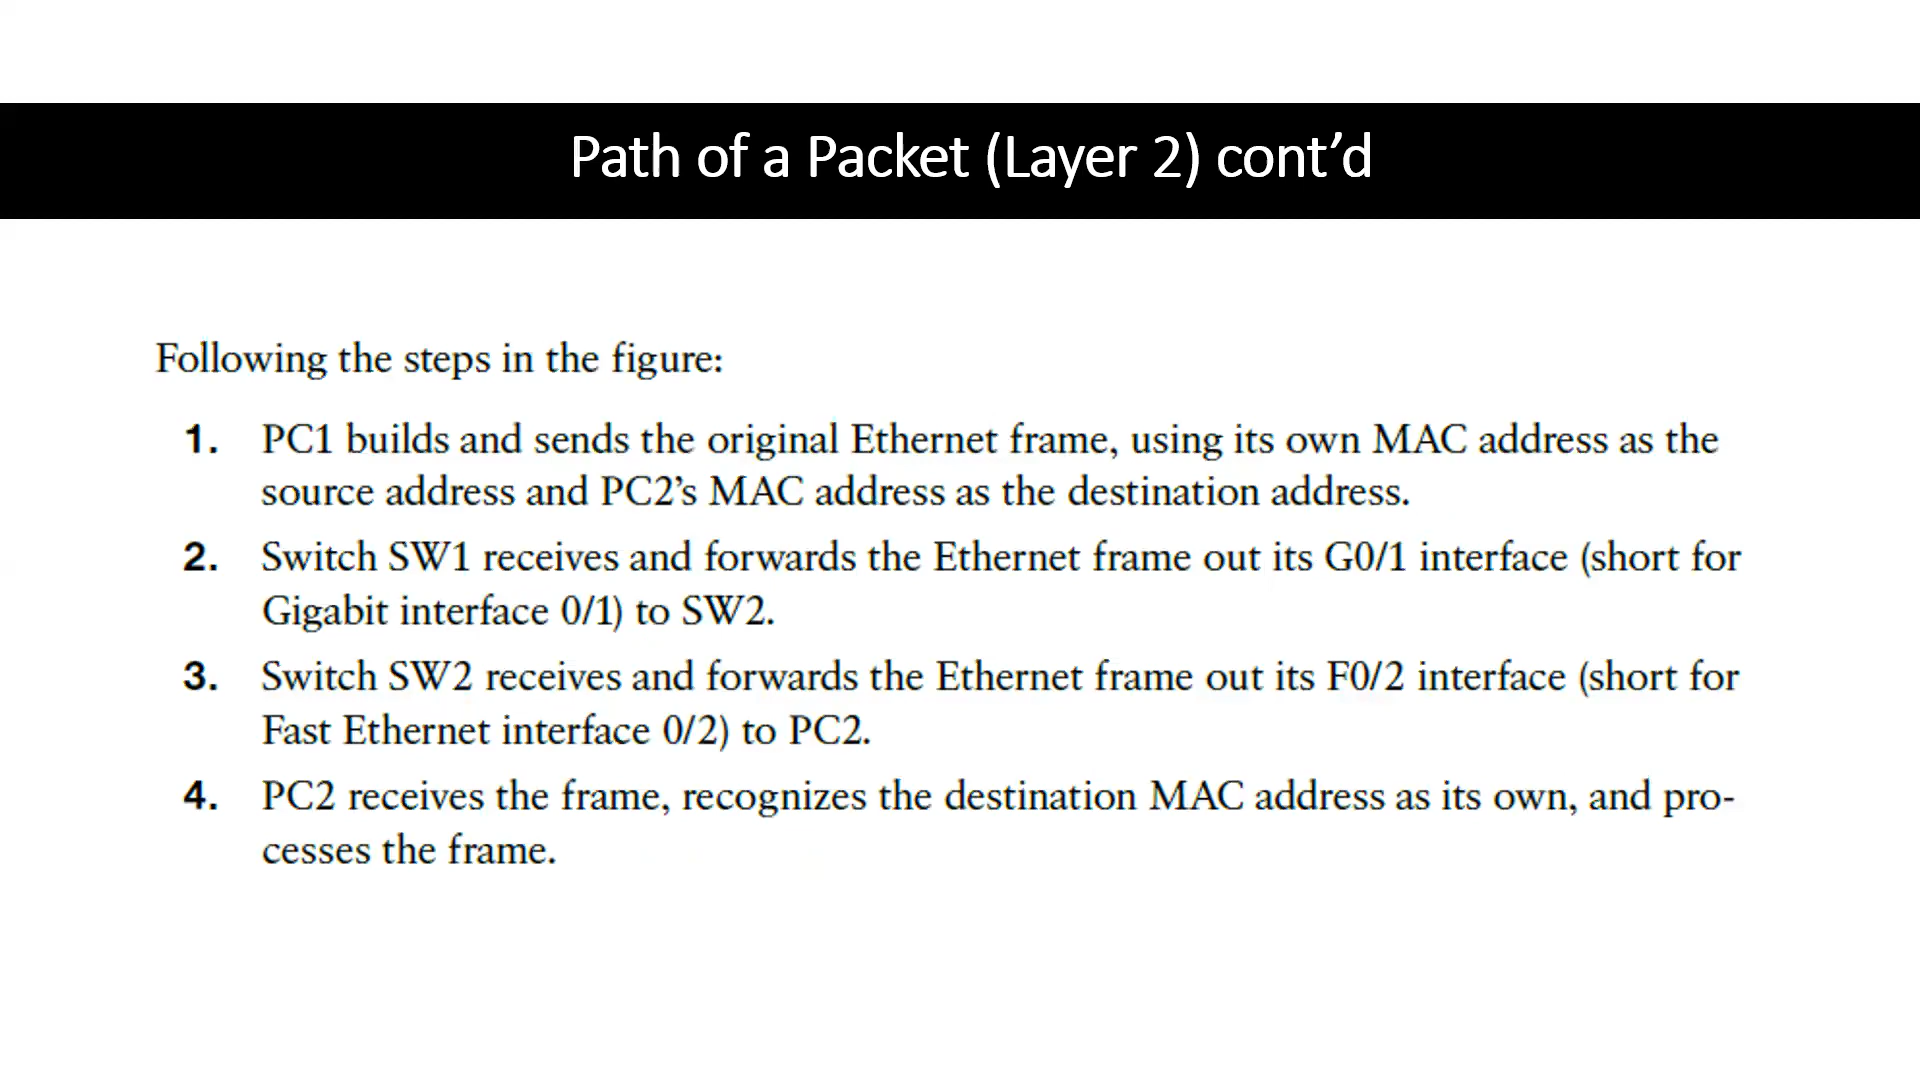 Path of a Packet (Layer 2) cont’d
Following the steps in the figure:
1. PC1 builds and sends the original Ethernet frame, using its own MAC address as the
source address and PC2’s MAC address as the destination address.
2. Switch SW1 receives and forwards the Ethernet frame out its G0/1 interface (short for
Gigabit interface 0/1) to SW2.
3. Switch SW2 receives and forwards the Ethernet frame out its F0/2 interface (short for
Fast Ethernet interface 0/2) to PC2.
4. PC2 receives the frame, recognizes the destination MAC address as its own, and pro-
cesses the frame.